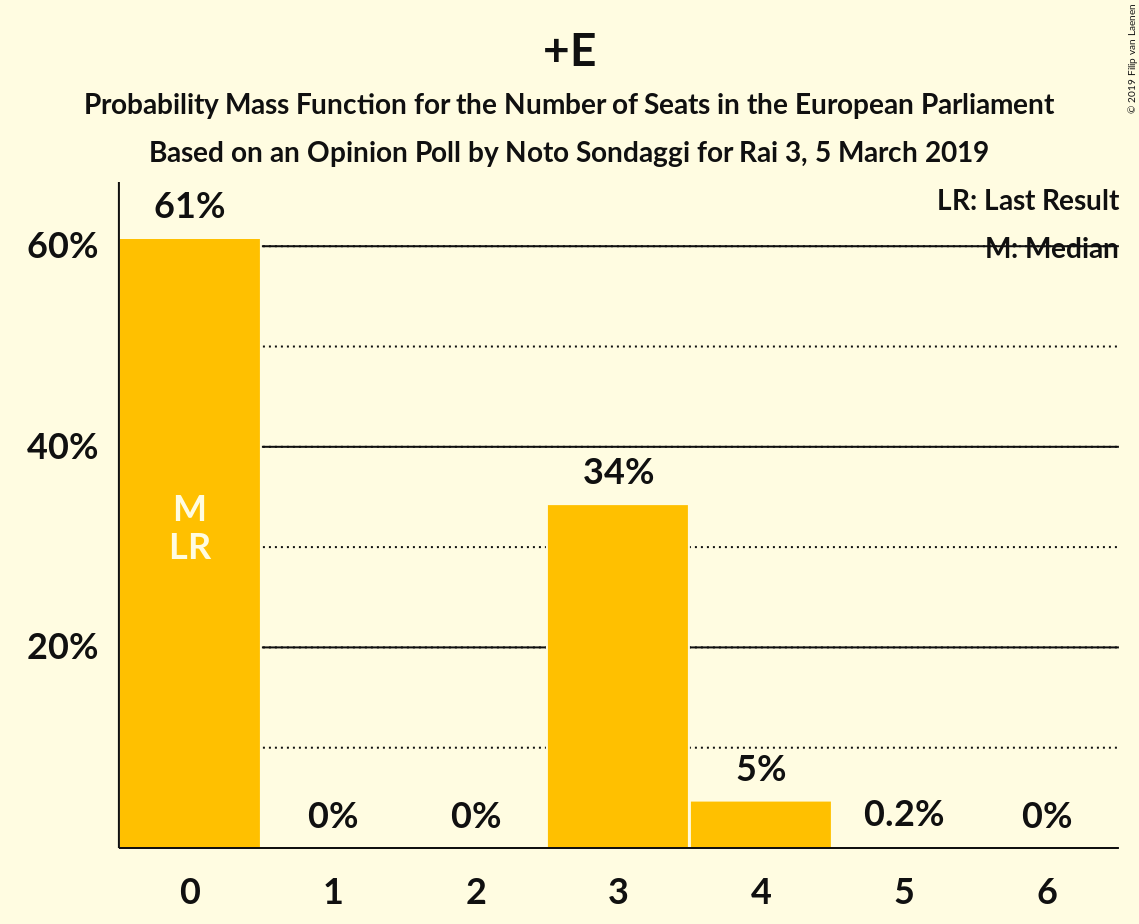 +E
Probability Mass Function for the Number of Seats in the European Parliament
Based on an Opinion Poll by Noto Sondaggi for Rai 3, 5 March 2019
© 2019 Filip van Laenen
LR: Last Result
M: Median
60%
40%
20%
61%
M
LR
0%
0%
34%
5%
0.2%
0%
0
1
2
3
4
5
6